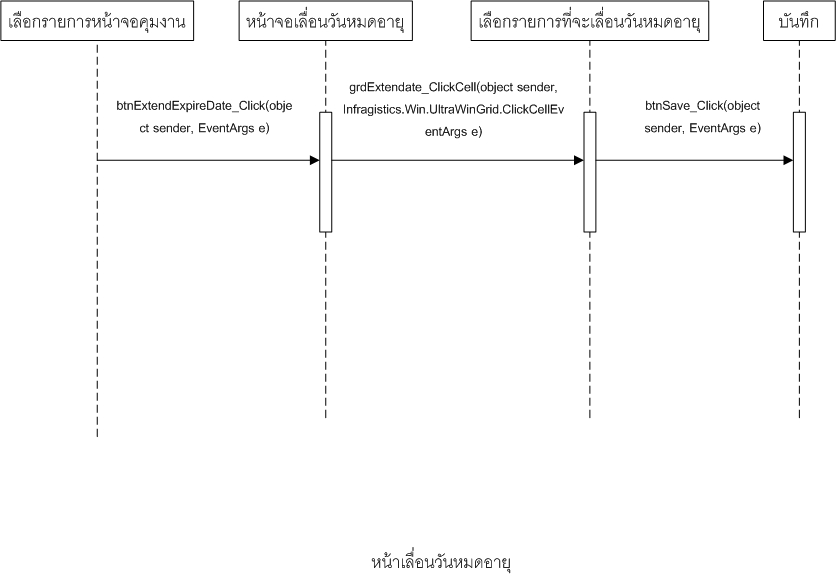 เลือกรายการหน้าจอคุมงาน
หน้าจอเลื่อนวันหมดอายุ
เลือกรายการที่จะเลื่อนวันหมดอายุ
บันทึก
btnExtendExpireDate_Click(obje
ct sender, EventArgs e)
grdExtendate_ClickCell(object sender,
Infragistics.Win.UltraWinGrid.ClickCellEv
entArgs e)
btnSave_Click(object
sender, EventArgs e)
หน้าเลื่อนวันหมดอายุ